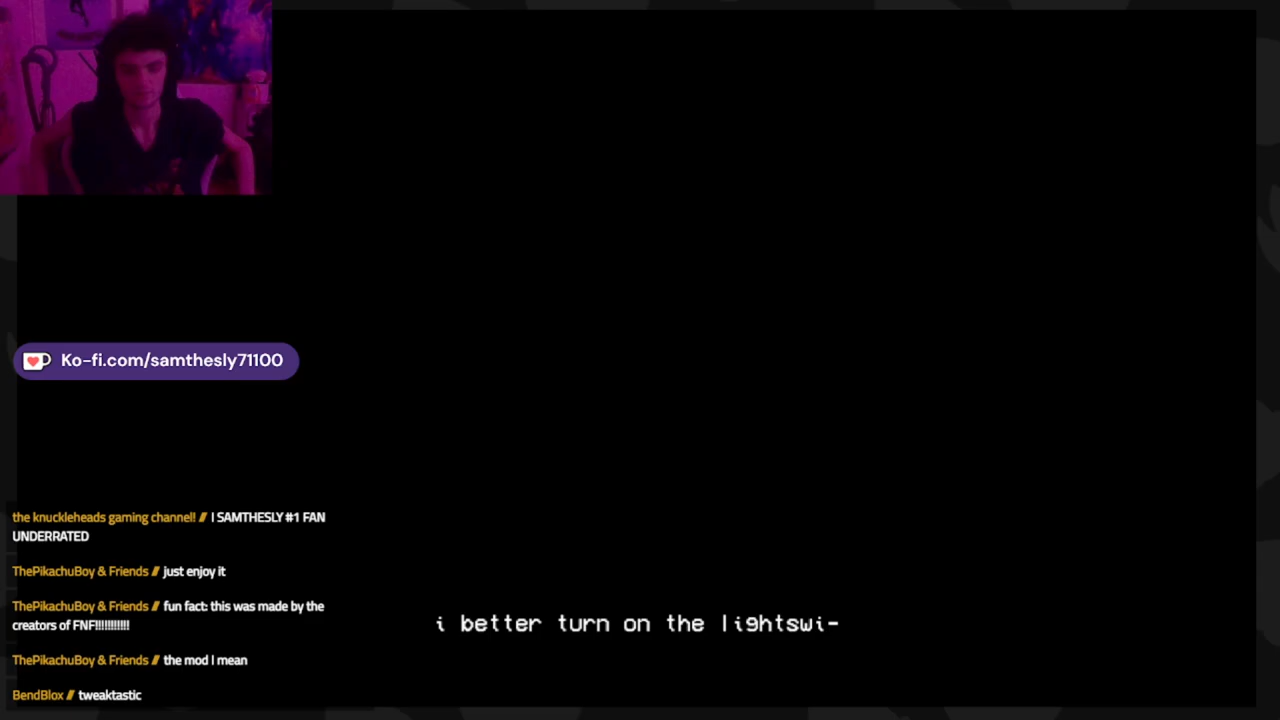 Ko-fi.com/samthesly71100
the knuckleheads gaming channel! // I SAMTHESLY #1 FAN
UNDERRATED
ThePikachuBoy & Friends // just enjoy it
ThePikachuBoy & Friends // fun fact: this was made by the
creators of FNF!!!!!!!!!!!
ThePikachuBoy & Friends // the mod I mean
BendBlox // tweaktastic
i better turn on the lightswi-